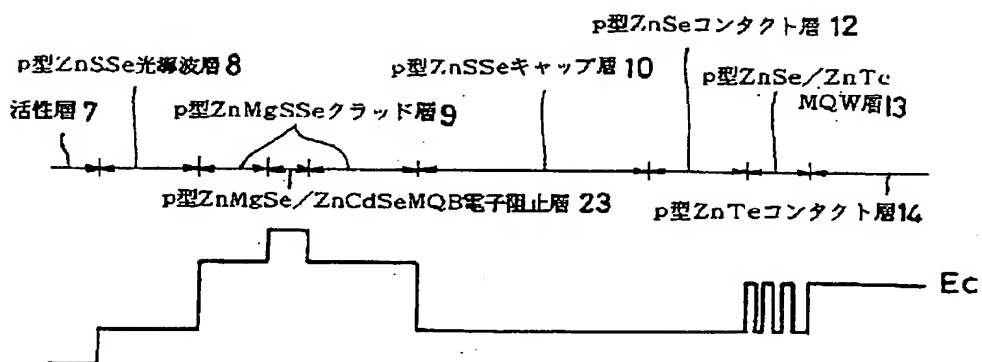 p型ZnSeコンタクト層 12
p型ZnSSe光導波層 8
p型ZnSSeキャップ層 10
p型ZnSe/ZnTe
MQW層13
活性層 7
p型ZnMgSSeクラッド層 9
p型ZnMgSe/ZnCdSeMQB電子阻止層 23
p型ZnTeコンタクト層14
Ec